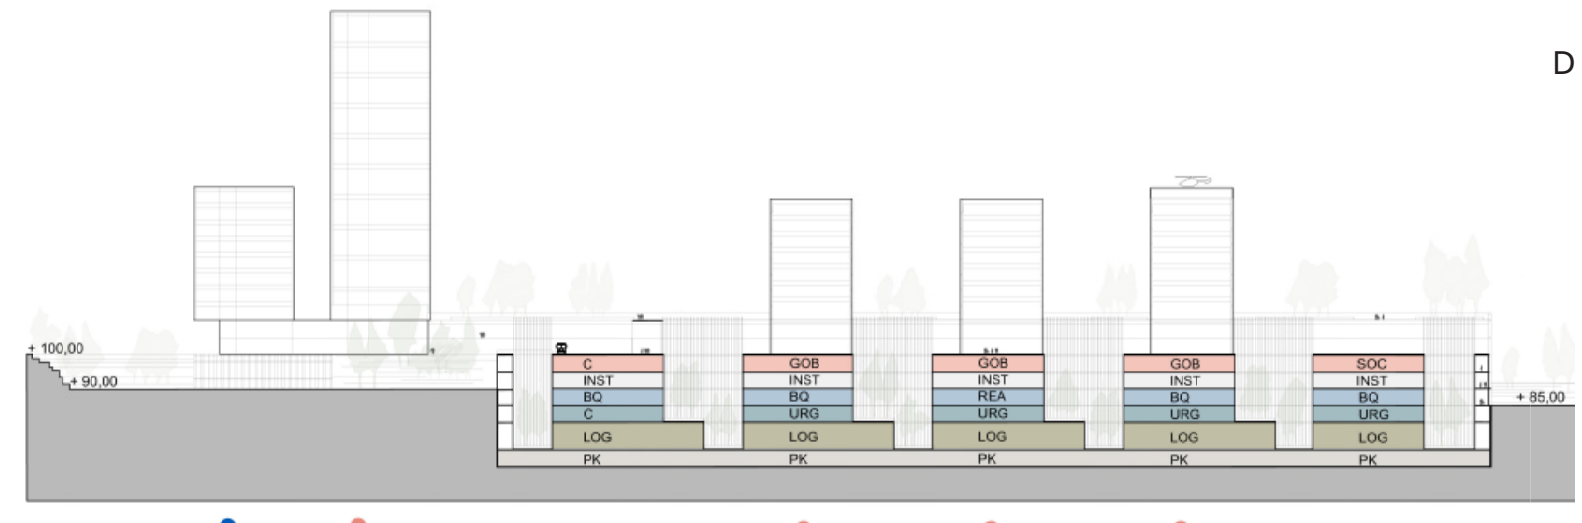 D
+ 100,00
+ 90,00
+ 85,00
C GOB GOB GOB SOC
INST INST INST INST INST
BQ BQ REA BQ BQ
C URG URG URG URG
LOG LOG LOG LOG LOG
PK PK PK PK PK